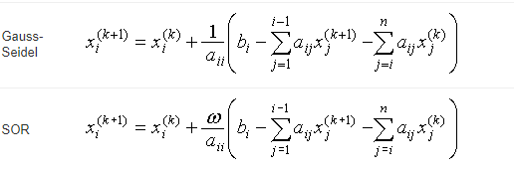 Gauss-Seidel x_i^{(k+1)} = x_i^{(k)} + \frac{1}{a_{ii}} \left( b_i - \sum_{j=1}^{i-1} a_{ij} x_j^{(k+1)} - \sum_{j=i}^{n} a_{ij} x_j^{(k)} \right)
SOR x_i^{(k+1)} = x_i^{(k)} + \frac{\omega}{a_{ii}} \left( b_i - \sum_{j=1}^{i-1} a_{ij} x_j^{(k+1)} - \sum_{j=i}^{n} a_{ij} x_j^{(k)} \right)